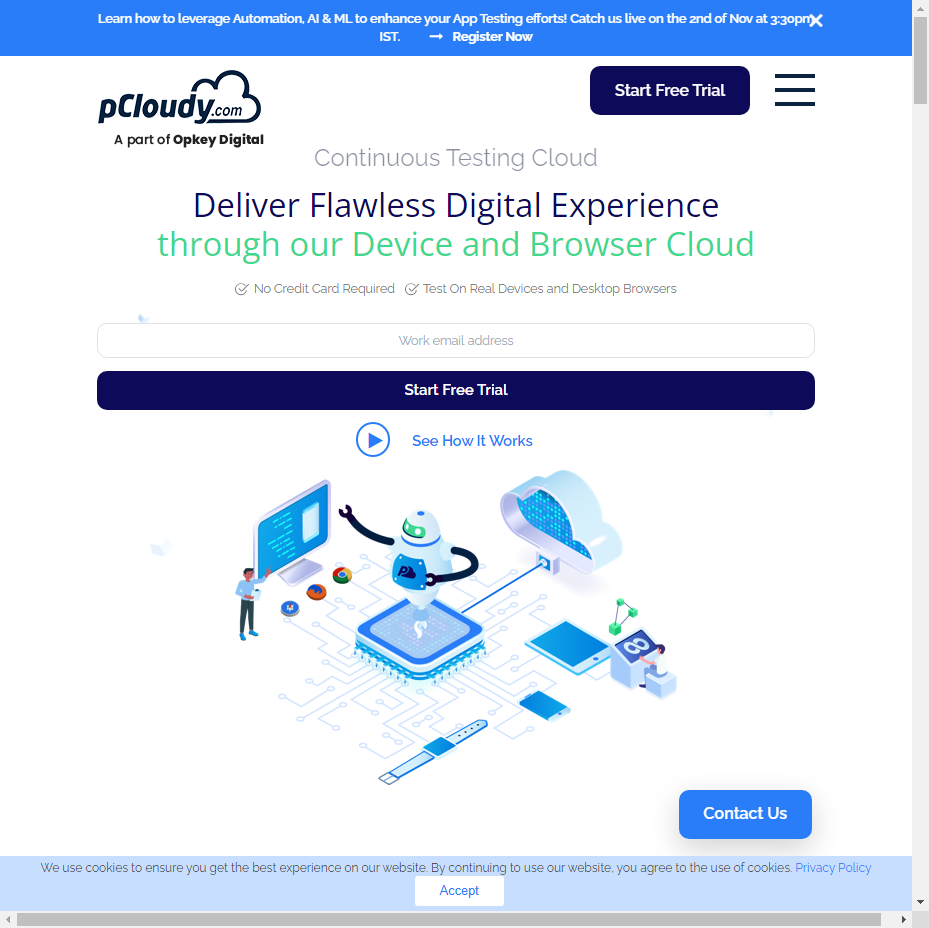 Learn how to leverage Automation, AI & ML to enhance your App Testing efforts! Catch us live on the 2nd of Nov at 3:30pm
IST. → Register Now
pCloudy.com
A part of Opkey Digital
Start Free Trial
Continuous Testing Cloud
Deliver Flawless Digital Experience
through our Device and Browser Cloud
No Credit Card Required Test On Real Devices and Desktop Browsers
Work email address
Start Free Trial
See How It Works
Contact Us
We use cookies to ensure you get the best experience on our website. By continuing to use our website, you agree to the use of cookies. Privacy Policy
Accept